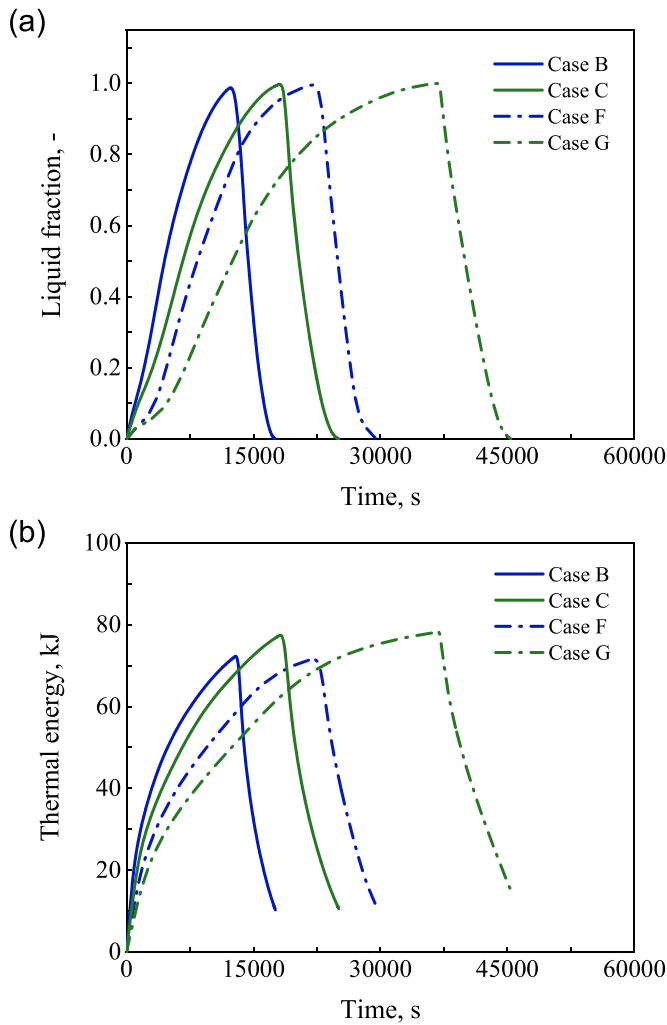 (a)
Liquid fraction, -
1.0
0.8
0.6
0.4
0.2
0.0
Case B
Case C
Case F
Case G
0 15000 30000 45000 60000
Time, s
(b)
Thermal energy, kJ
100
80
60
40
20
0
Case B
Case C
Case F
Case G
0 15000 30000 45000 60000
Time, s